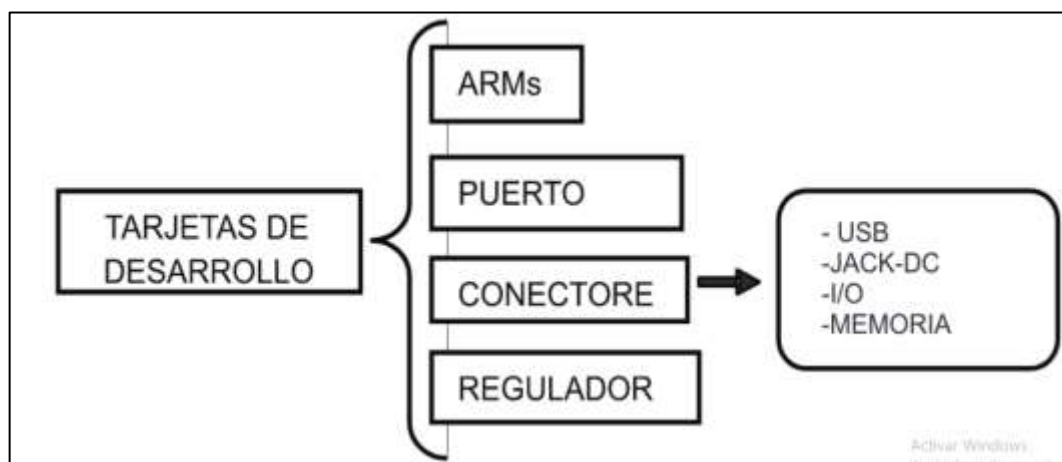 TARJETAS DE
DESARROLLO
ARMs
PUERTO
CONECTORE
REGULADOR
- USB
-JACK-DC
-I/O
-MEMORIA
Activar Windows